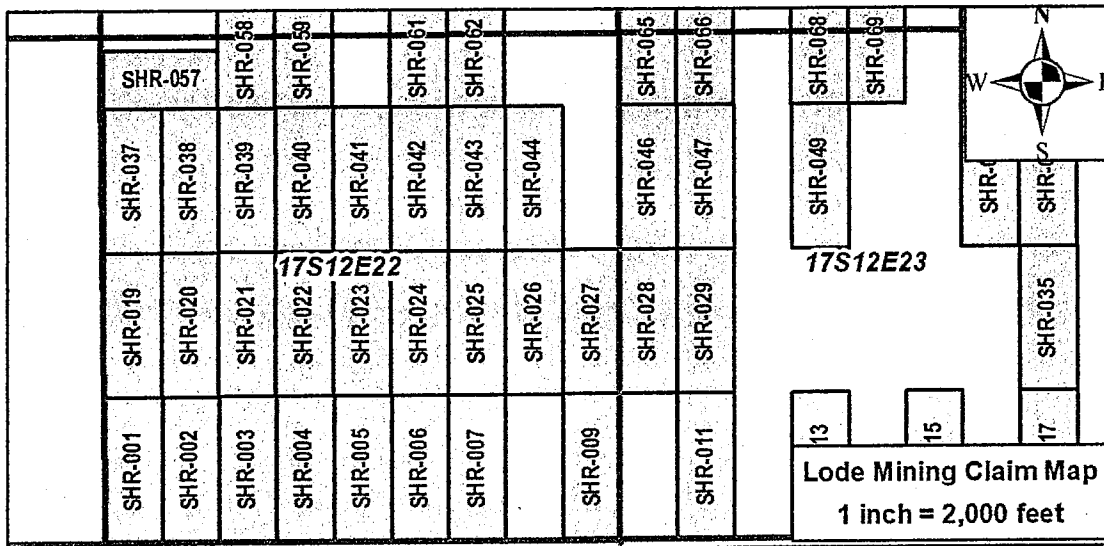 SHR-058
SHR-059
SHR-061
SHR-062
SHR-065
SHR-066
SHR-068
SHR-069
N
W
S
SHR-057
SHR-037
SHR-038
SHR-039
SHR-040
SHR-041
SHR-042
SHR-043
SHR-044
SHR-046
SHR-047
SHR-049
17S12E22
17S12E23
SHR-019
SHR-020
SHR-021
SHR-022
SHR-023
SHR-024
SHR-025
SHR-026
SHR-027
SHR-028
SHR-029
SHR-035
SHR-001
SHR-002
SHR-003
SHR-004
SHR-005
SHR-006
SHR-007
SHR-009
SHR-011
13
15
17
Lode Mining Claim Map
1 inch = 2,000 feet